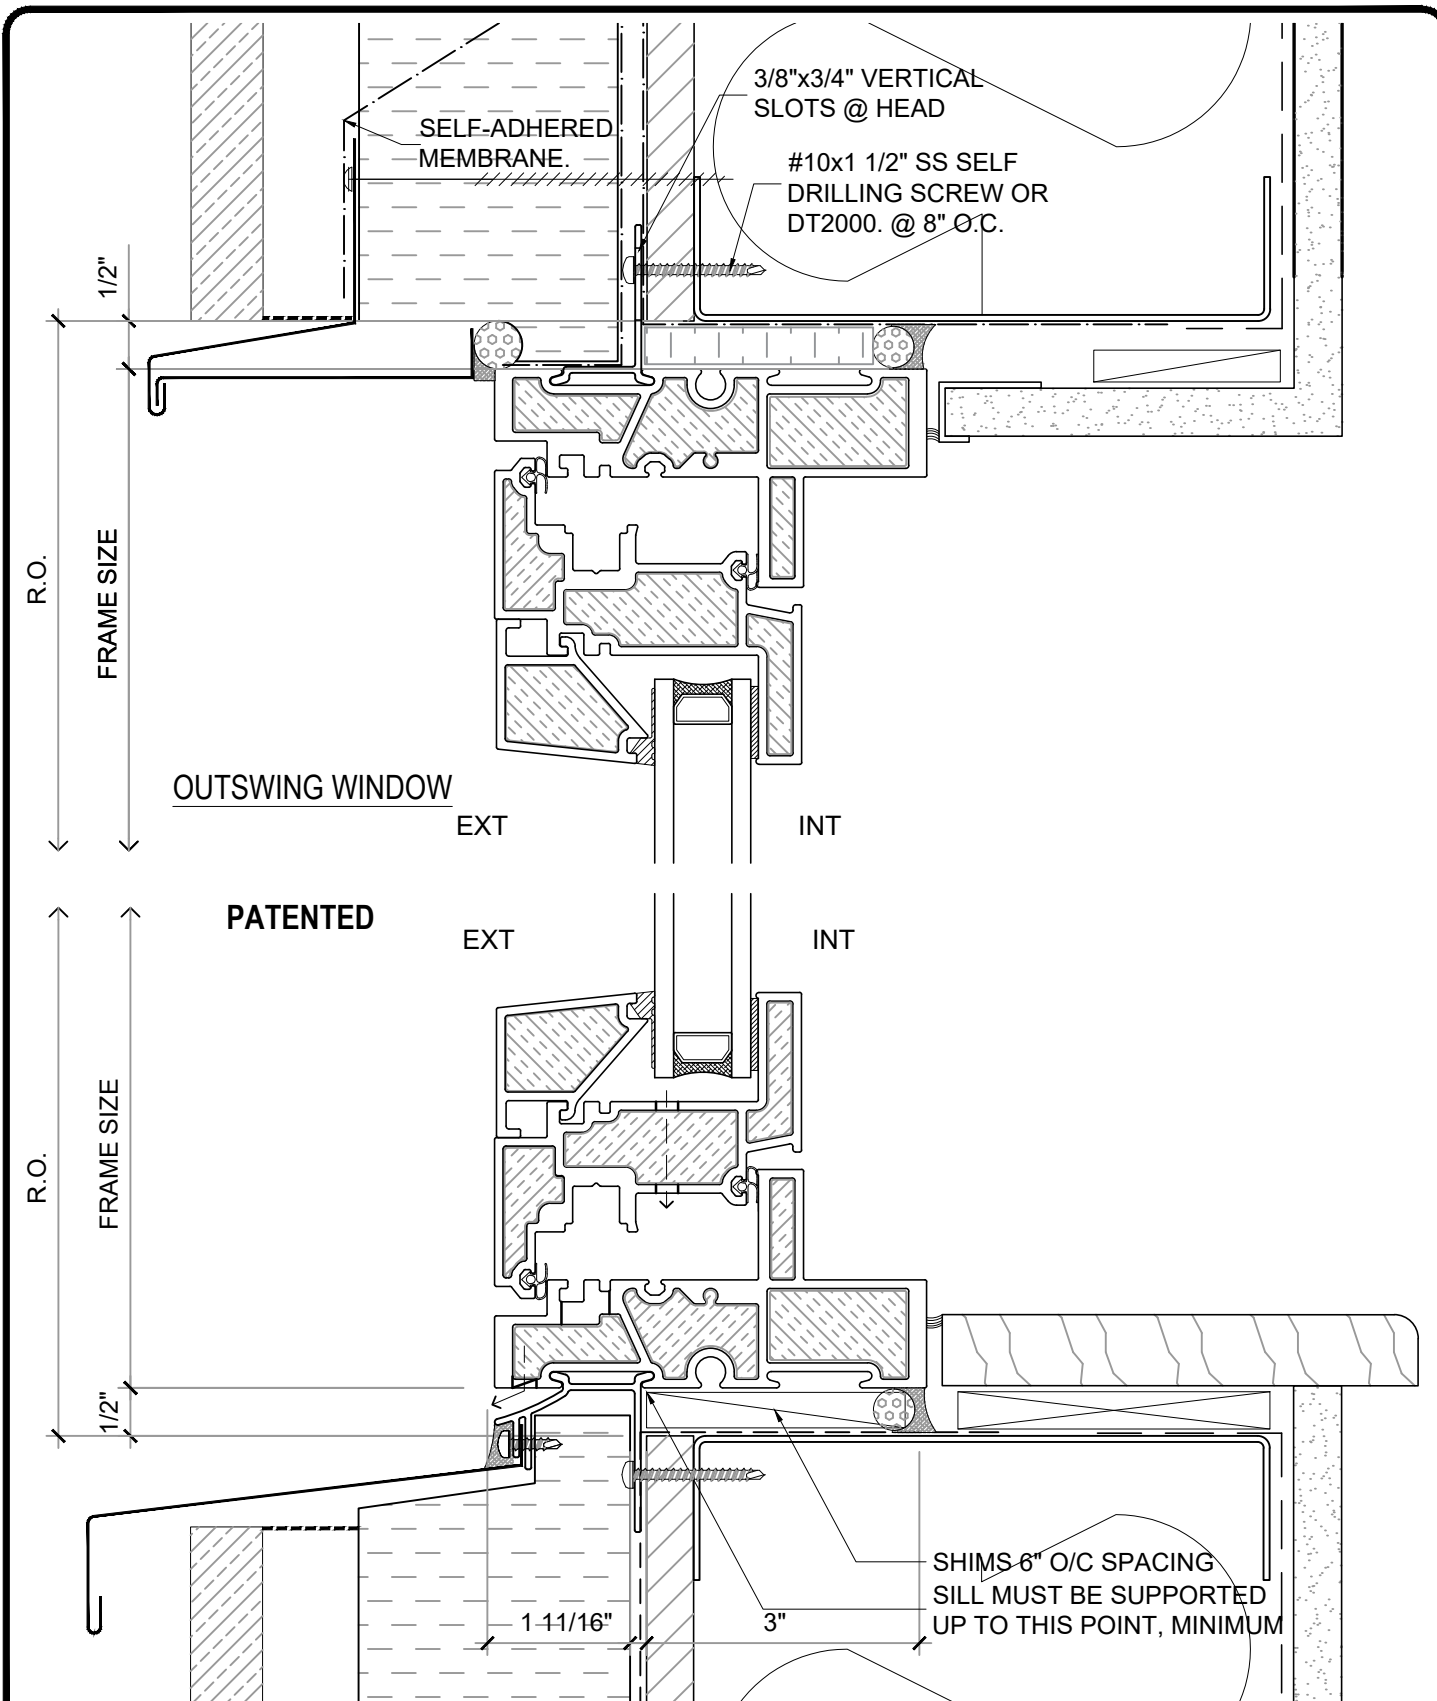 3/8"x3/4" VERTICAL
SLOTS @ HEAD
SELF-ADHERED
MEMBRANE.
#10x1 1/2" SS SELF
DRILLING SCREW OR
DT2000. @ 8" O.C.
1/2"
R.O.
FRAME SIZE
OUTSWING WINDOW
EXT
INT
PATENTED
EXT
INT
R.O.
FRAME SIZE
1/2"
SHIMS 6" O/C SPACING
SILL MUST BE SUPPORTED
UP TO THIS POINT, MINIMUM
1 11/16"
3"